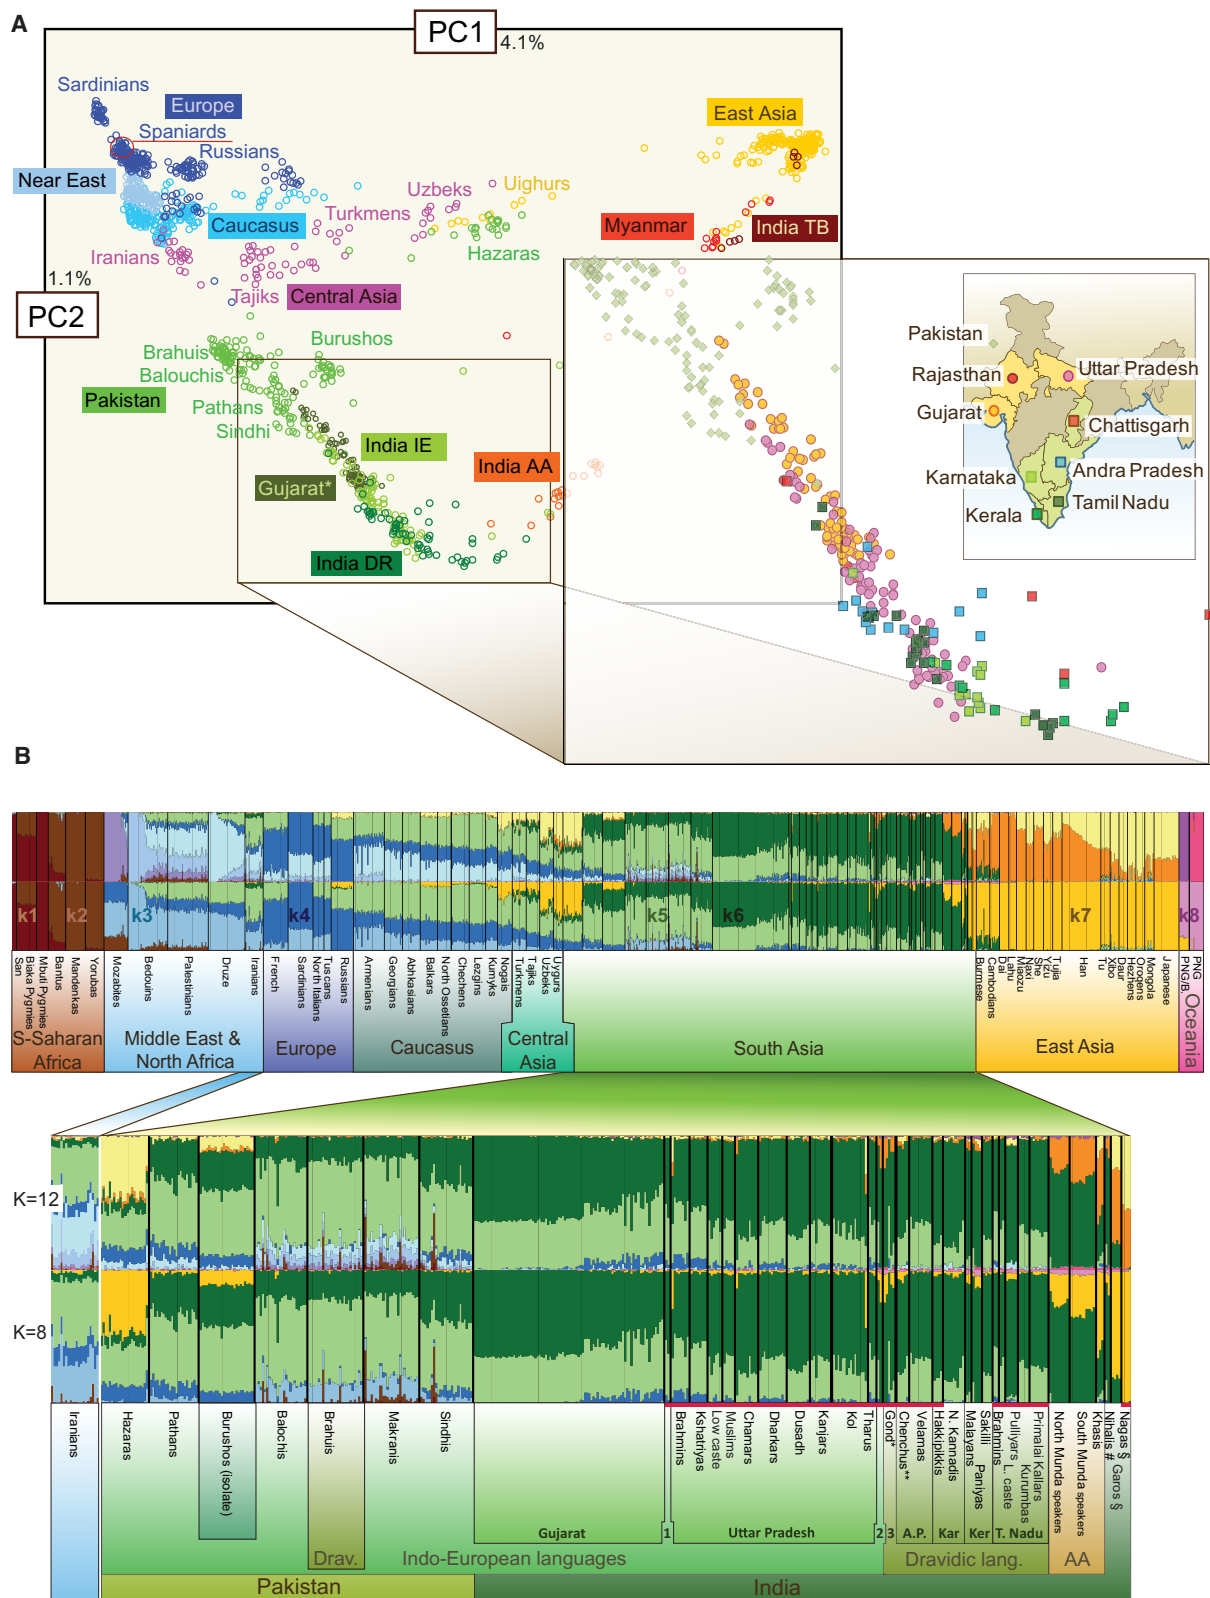 A
PC1
4.1%
Sardinians
Europe
Spaniards
Russians
Near East
East Asia
Uzbeks
Uighurs
Turkmens
Caucasus
Myanmar
India TB
Iranians
Hazaras
1.1%
Tajiks
Central Asia
PC2
Pakistan
Brahuis
Burushos
Uttar Pradesh
Balouchis
Rajasthan
Pakistan
Pathans
Gujarat
Sindhi
India IE
Chattisgarh
India AA
Gujarat*
Karnataka
Andra Pradesh
Kerala
Tamil Nadu
India DR
B
k1
k2
k3
k4
k5
k6
k7
k8
San
Biaka Pygmies
Mbuti Pygmies
Bantus
Mandenkas
Yorubas
Mozabites
Bedouins
Palestinians
Druze
Iranians
French
Sardinians
North Italians
Tuscans
Russians
Armenians
Georgians
Abhkasians
Balkars
North Ossetians
Chechens
Lezgins
Kumyks
Nogais
Turkmens
Tajiks
Uzbeks
Uygurs
Burmese
Cambodians
Dai
Lahu
Miaozu
Naxi
She
Yizu
Tujia
Han
Tu
Xibo
Daur
Hezhens
Oroqens
Mongola
Japanese
PNG/B.
PNG
S-Saharan
Africa
Middle East &
North Africa
Europe
Caucasus
Central
Asia
South Asia
East Asia
Oceania
K=12
K=8
Iranians
Hazaras
Pathans
Burushos (isolate)
Balochis
Brahuis
Makranis
Sindhis
Brahmins
Kshatriyas
Low caste
Muslims
Chamars
Dharkars
Dusadh
Kanjars
Kol
Tharus
Gond*
Chenchus**
Velamas
Hakkipikkis
N. Kannadis
Malayans
Sakilli
Paniyas
Brahmins
L. caste
Pulliyars
Kurumbas
Primalai Kallars
North Munda speakers
South Munda speakers
Khasis
Nihalis #
Garos §
Nagas §
Gujarat
1
Uttar Pradesh
2
3
A.P.
Kar
Ker
T. Nadu
Drav.
Indo-European languages
Dravidic lang.
AA
Pakistan
India